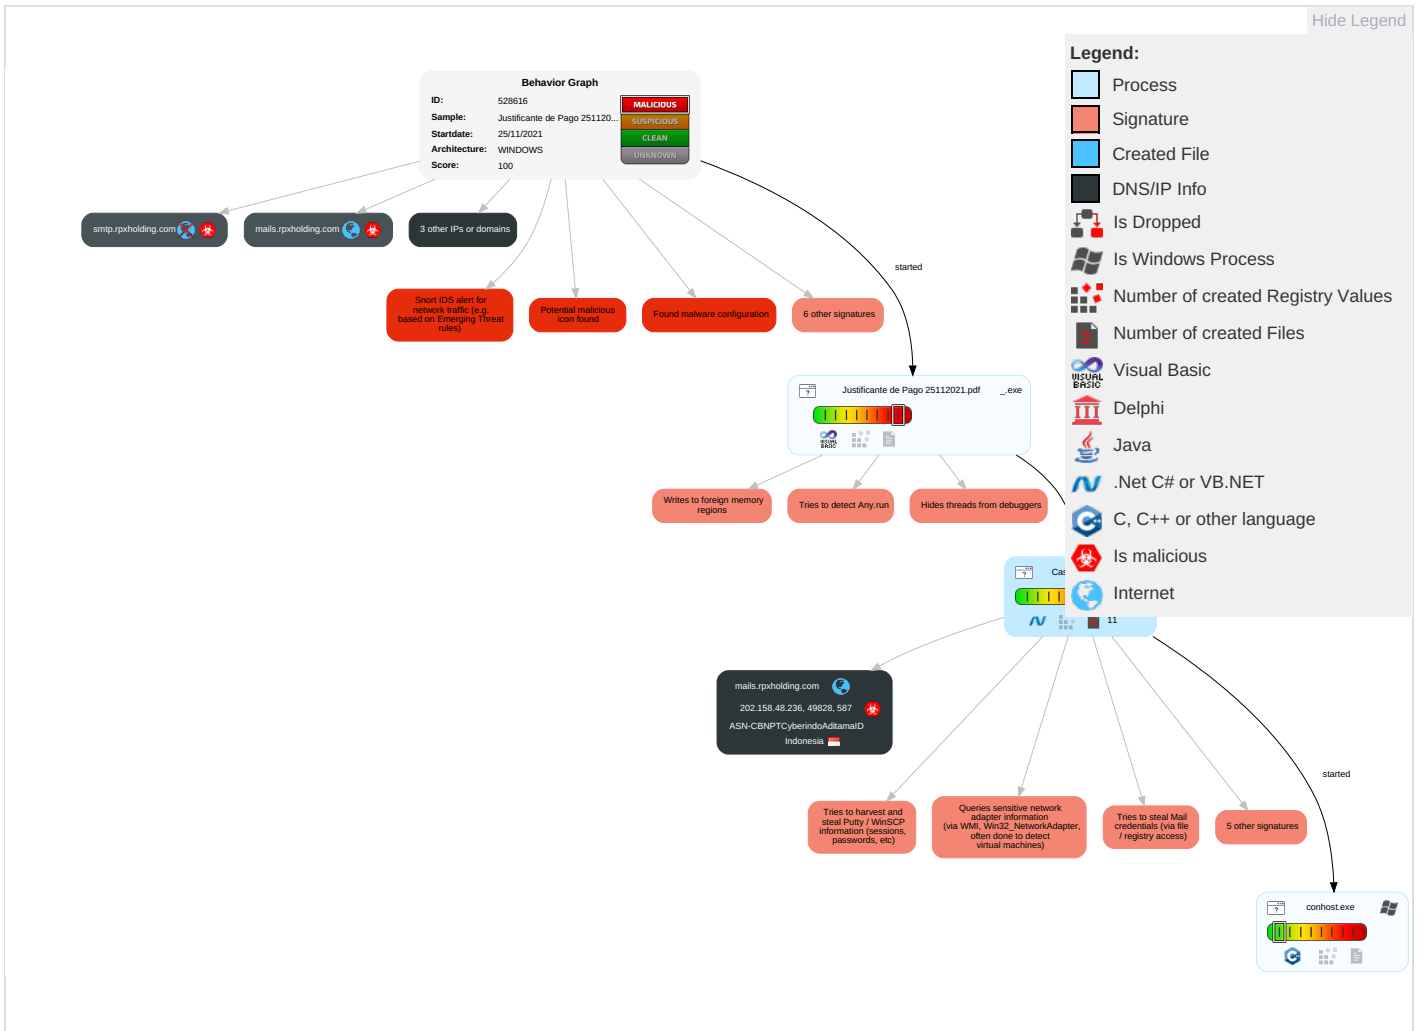 Hide Legend
Legend:
Process
Signature
Created File
DNS/IP Info
Is Dropped
Is Windows Process
Number of created Registry Values
Number of created Files
Visual Basic
Delphi
Java
.Net C# or VB.NET
C, C++ or other language
Is malicious
Internet
VISUAL
BASIC
Behavior Graph
ID: 528616
Sample: Justificante de Pago 251120...
Startdate: 25/11/2021
Architecture: WINDOWS
Score: 100
MALICIOUS
SUSPICIOUS
CLEAN
UNKNOWN
smtp.rpxholding.com
mails.rpxholding.com
3 other IPs or domains
started
Snort IDS alert for
network traffic (e.g.
based on Emerging Threat
rules)
Potential malicious
icon found
Found malware configuration
6 other signatures
Justificante de Pago 25112021.pdf _.exe
VISUAL
BASIC
Writes to foreign memory
regions
Tries to detect Any.run
Hides threads from debuggers
Cas
11
mails.rpxholding.com
202.158.48.236, 49828, 587
ASN-CBNPTCyberindoAditamaID
Indonesia
started
Tries to harvest and
steal Putty / WinSCP
information (sessions,
passwords, etc)
Queries sensitive network
adapter information
(via WMI, Win32_NetworkAdapter,
often done to detect
virtual machines)
Tries to steal Mail
credentials (via file
/ registry access)
5 other signatures
conhost.exe